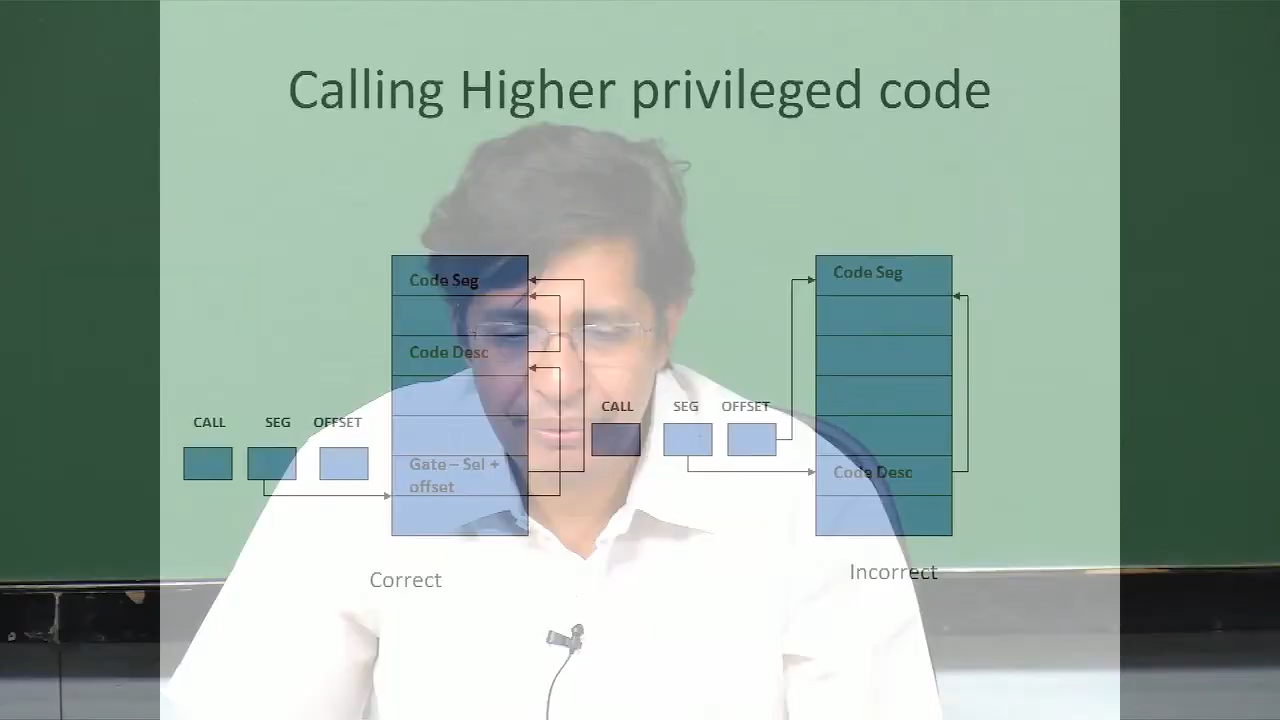 Calling Higher privileged code
Code Seg
Code Desc
CALL SEG OFFSET
Gate – Sel +
offset
Correct
Code Seg
CALL SEG OFFSET
Code Desc
Incorrect